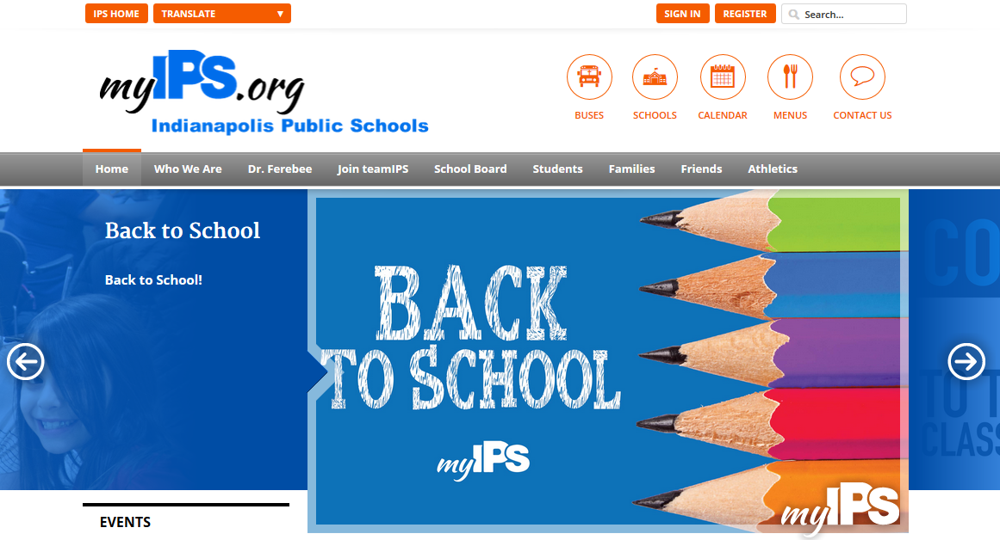 IPS HOME
TRANSLATE
SIGN IN
REGISTER
Search...
myIPS.org
Indianapolis Public Schools
BUSES
SCHOOLS
CALENDAR
MENUS
CONTACT US
Home
Who We Are
Dr. Ferebee
Join teamIPS
School Board
Students
Families
Friends
Athletics
Back to School
Back to School!
BACK
TO SCHOOL
myIPS
myIPS
CO
TO T
CLASS
EVENTS